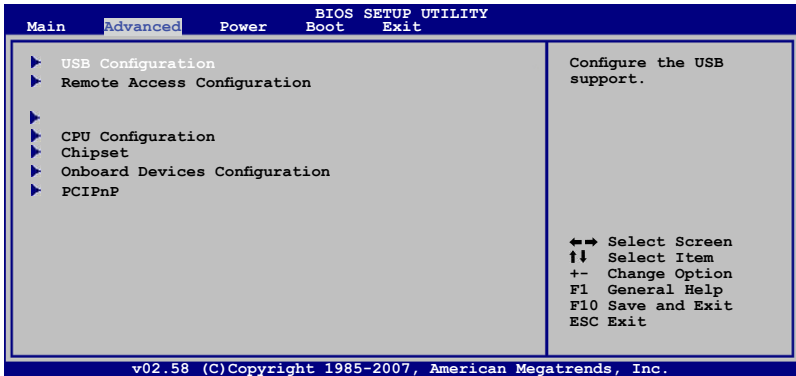 BIOS SETUP UTILITY
Main Advanced Power Boot Exit
USB Configuration
Remote Access Configuration
CPU Configuration
Chipset
Onboard Devices Configuration
PCIPnP
Configure the USB
support.
←→ Select Screen
↑↓ Select Item
+- Change Option
F1 General Help
F10 Save and Exit
ESC Exit
v02.58 (C)Copyright 1985-2007, American Megatrends, Inc.